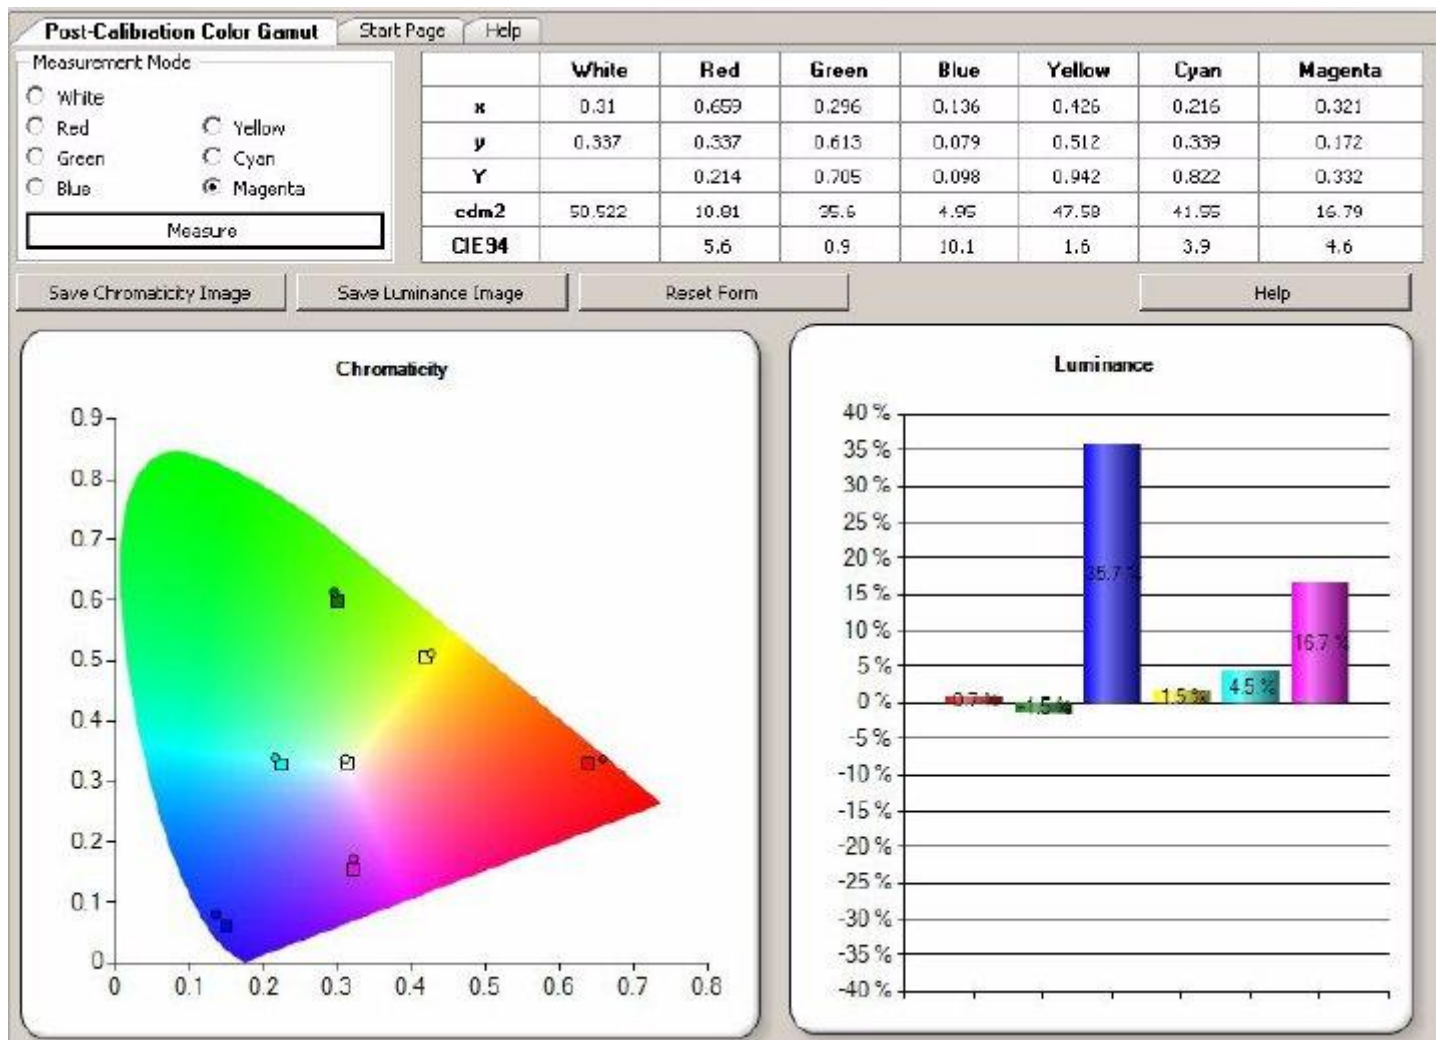 Post-Calibration Color Gamut Start Page Help
Measurement Mode
White
Red Yellow
Green Cyan
Blue Magenta
Measure
White Red Green Blue Yellow Cyan Magenta
x 0.31 0.659 0.296 0.136 0.426 0.216 0.321
y 0.337 0.337 0.613 0.079 0.512 0.339 0.172
Y 0.214 0.705 0.098 0.942 0.822 0.332
cdm2 50.522 10.81 35.6 4.95 47.58 41.55 16.79
CIE94 5.6 0.9 10.1 1.6 3.9 4.6
Save Chromaticity Image Save Luminance Image Reset Form Help
Chromaticity
0.9
0.8
0.7
0.6
0.5
0.4
0.3
0.2
0.1
0
0 0.1 0.2 0.3 0.4 0.5 0.6 0.7 0.8
Luminance
40 %
35 %
30 %
25 %
20 %
15 %
10 %
5 %
0 %
-5 %
-10 %
-15 %
-20 %
-25 %
-30 %
-35 %
-40 %
0.7 %
-1.5 %
35.7 %
1.5 %
4.5 %
16.7 %